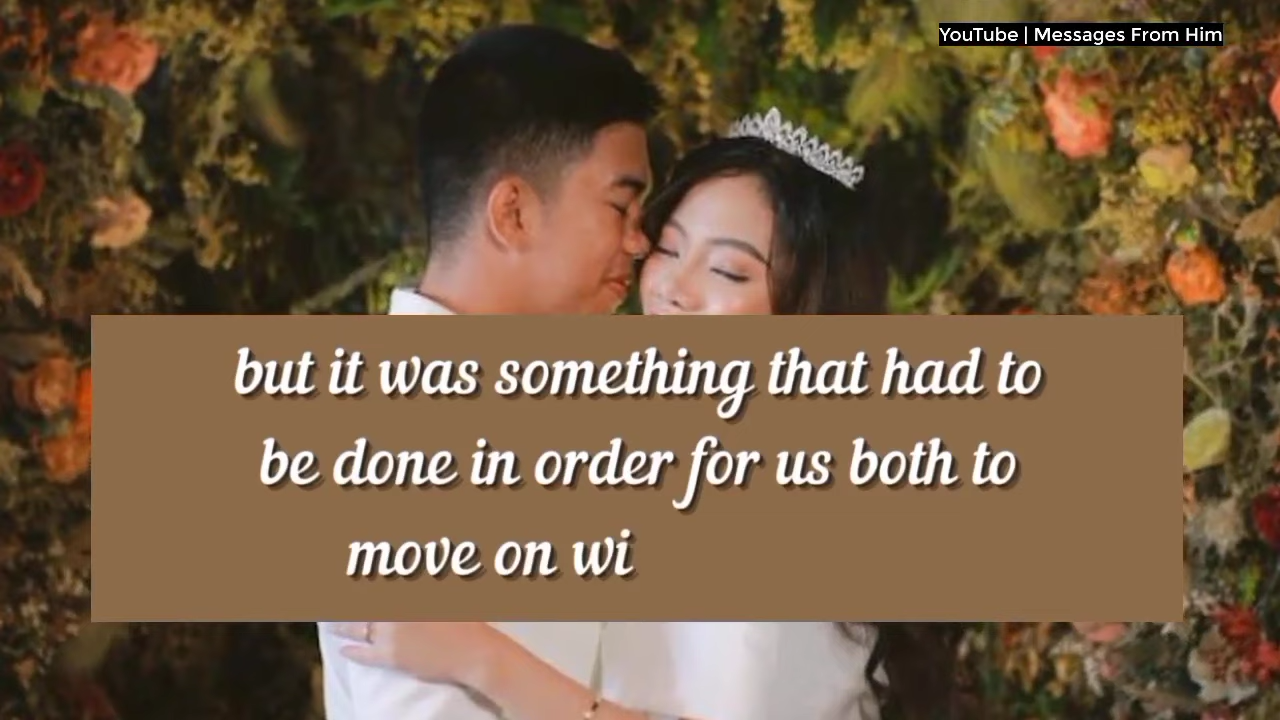 YouTube | Messages From Him
but it was something that had to
be done in order for us both to
move on wi